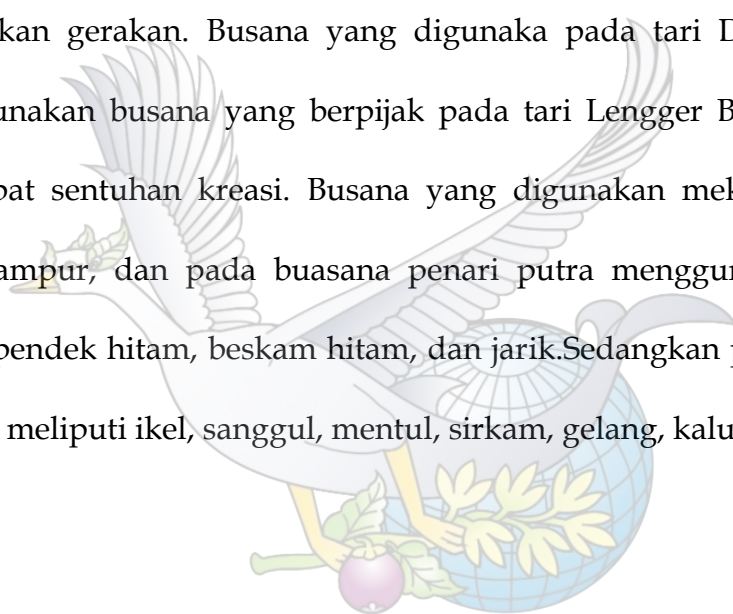 kan gerakan. Busana yang digunaka pada tari D
unakan busana yang berpijak pada tari Lengger B
pat sentuhan kreasi. Busana yang digunakan mek
ampur, dan pada buasana penari putra menggu
pendek hitam, beskam hitam, dan jarik.Sedangkan
meliputi ikel, sanggul, mentul, sirkam, gelang, kalu